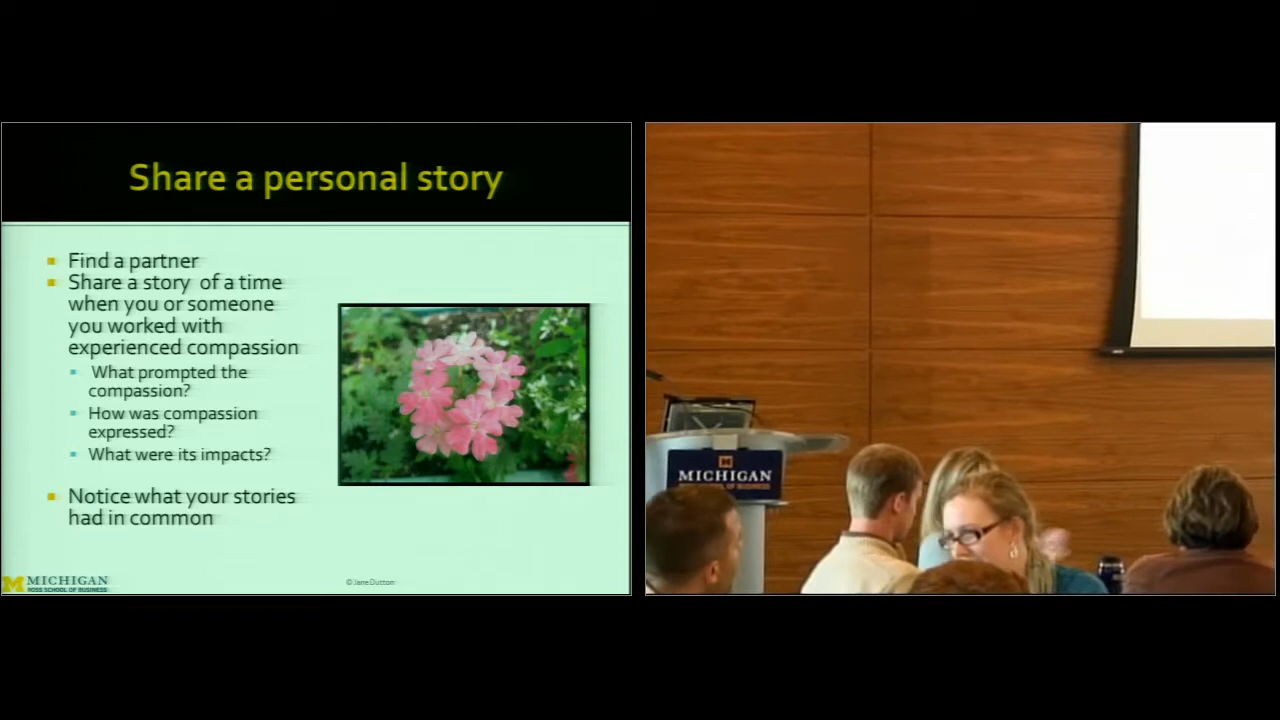 Share a personal story
Find a partner
Share a story of a time
when you or someone
you worked with
experienced compassion
What prompted the
compassion?
How was compassion
expressed?
What were its impacts?
Notice what your stories
had in common
M MICHIGAN
ROSS SCHOOL OF BUSINESS
© Jane Dutton
M
MICHIGAN
ROSS SCHOOL OF BUSINESS